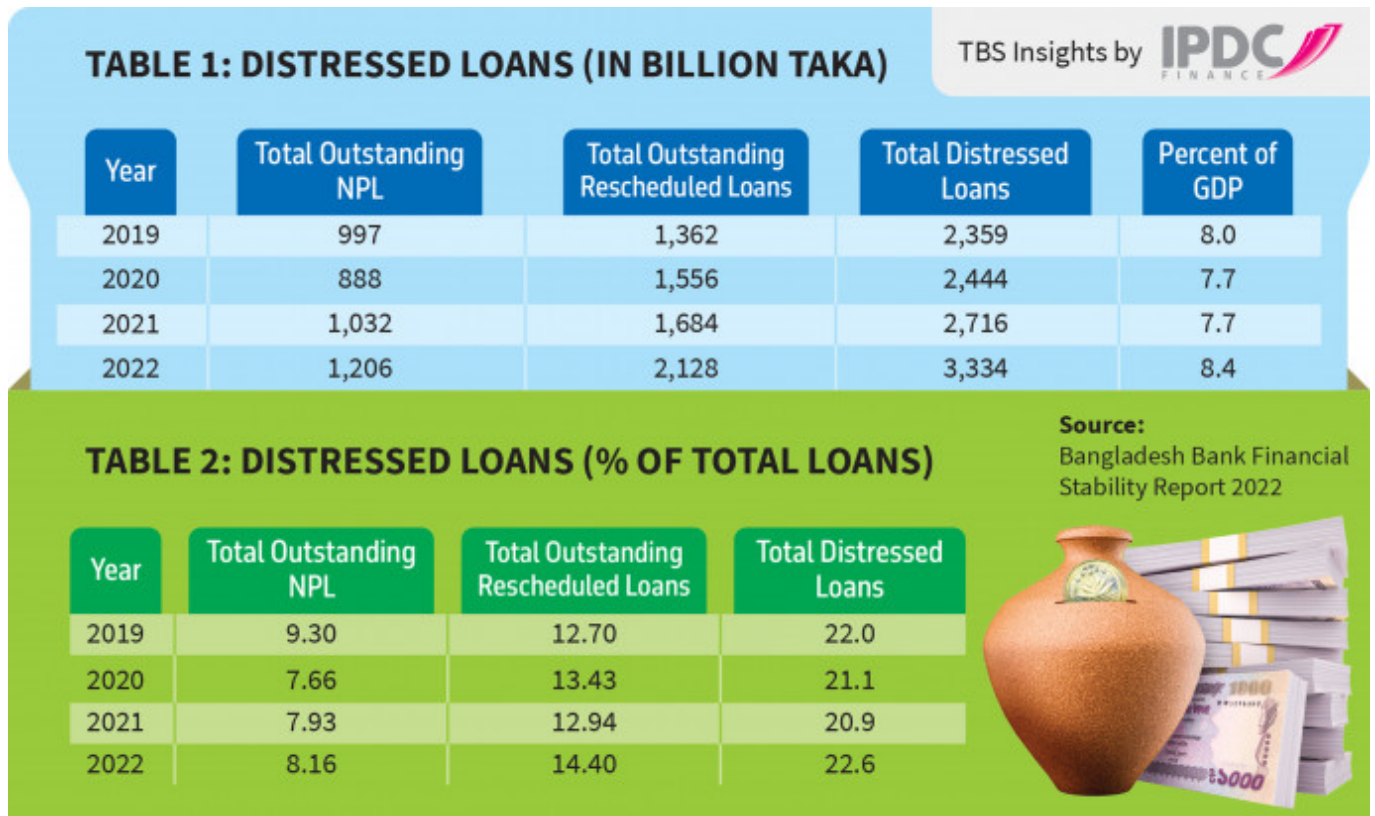 TABLE 1: DISTRESSED LOANS (IN BILLION TAKA)
TBS Insights by IPDC
FINANCE
Year Total Outstanding NPL Total Outstanding Rescheduled Loans Total Distressed Loans Percent of GDP
2019 997 1,362 2,359 8.0
2020 888 1,556 2,444 7.7
2021 1,032 1,684 2,716 7.7
2022 1,206 2,128 3,334 8.4
TABLE 2: DISTRESSED LOANS (% OF TOTAL LOANS)
Source:
Bangladesh Bank Financial
Stability Report 2022
Year Total Outstanding NPL Total Outstanding Rescheduled Loans Total Distressed Loans
2019 9.30 12.70 22.0
2020 7.66 13.43 21.1
2021 7.93 12.94 20.9
2022 8.16 14.40 22.6
1000
৳১000